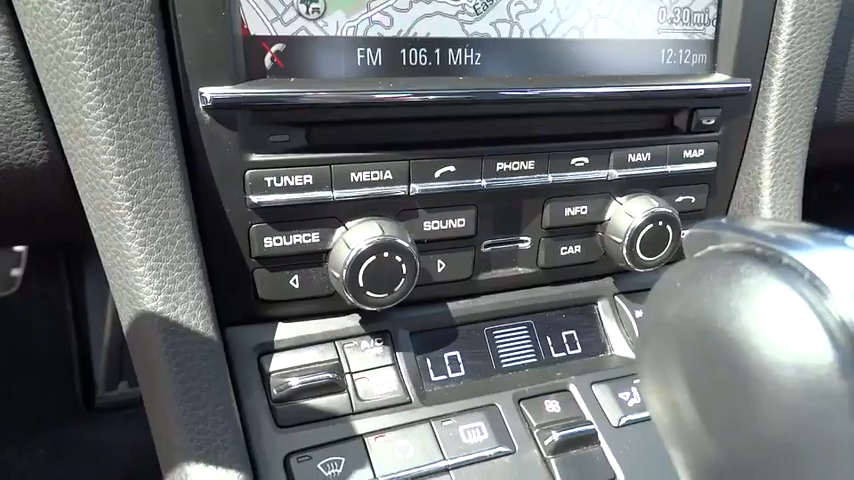 East
0.30 mi
FM 106.1 MHz 12:12pm
TUNER MEDIA PHONE NAVI MAP
SOURCE SOUND INFO
CAR
A/C
LO LO